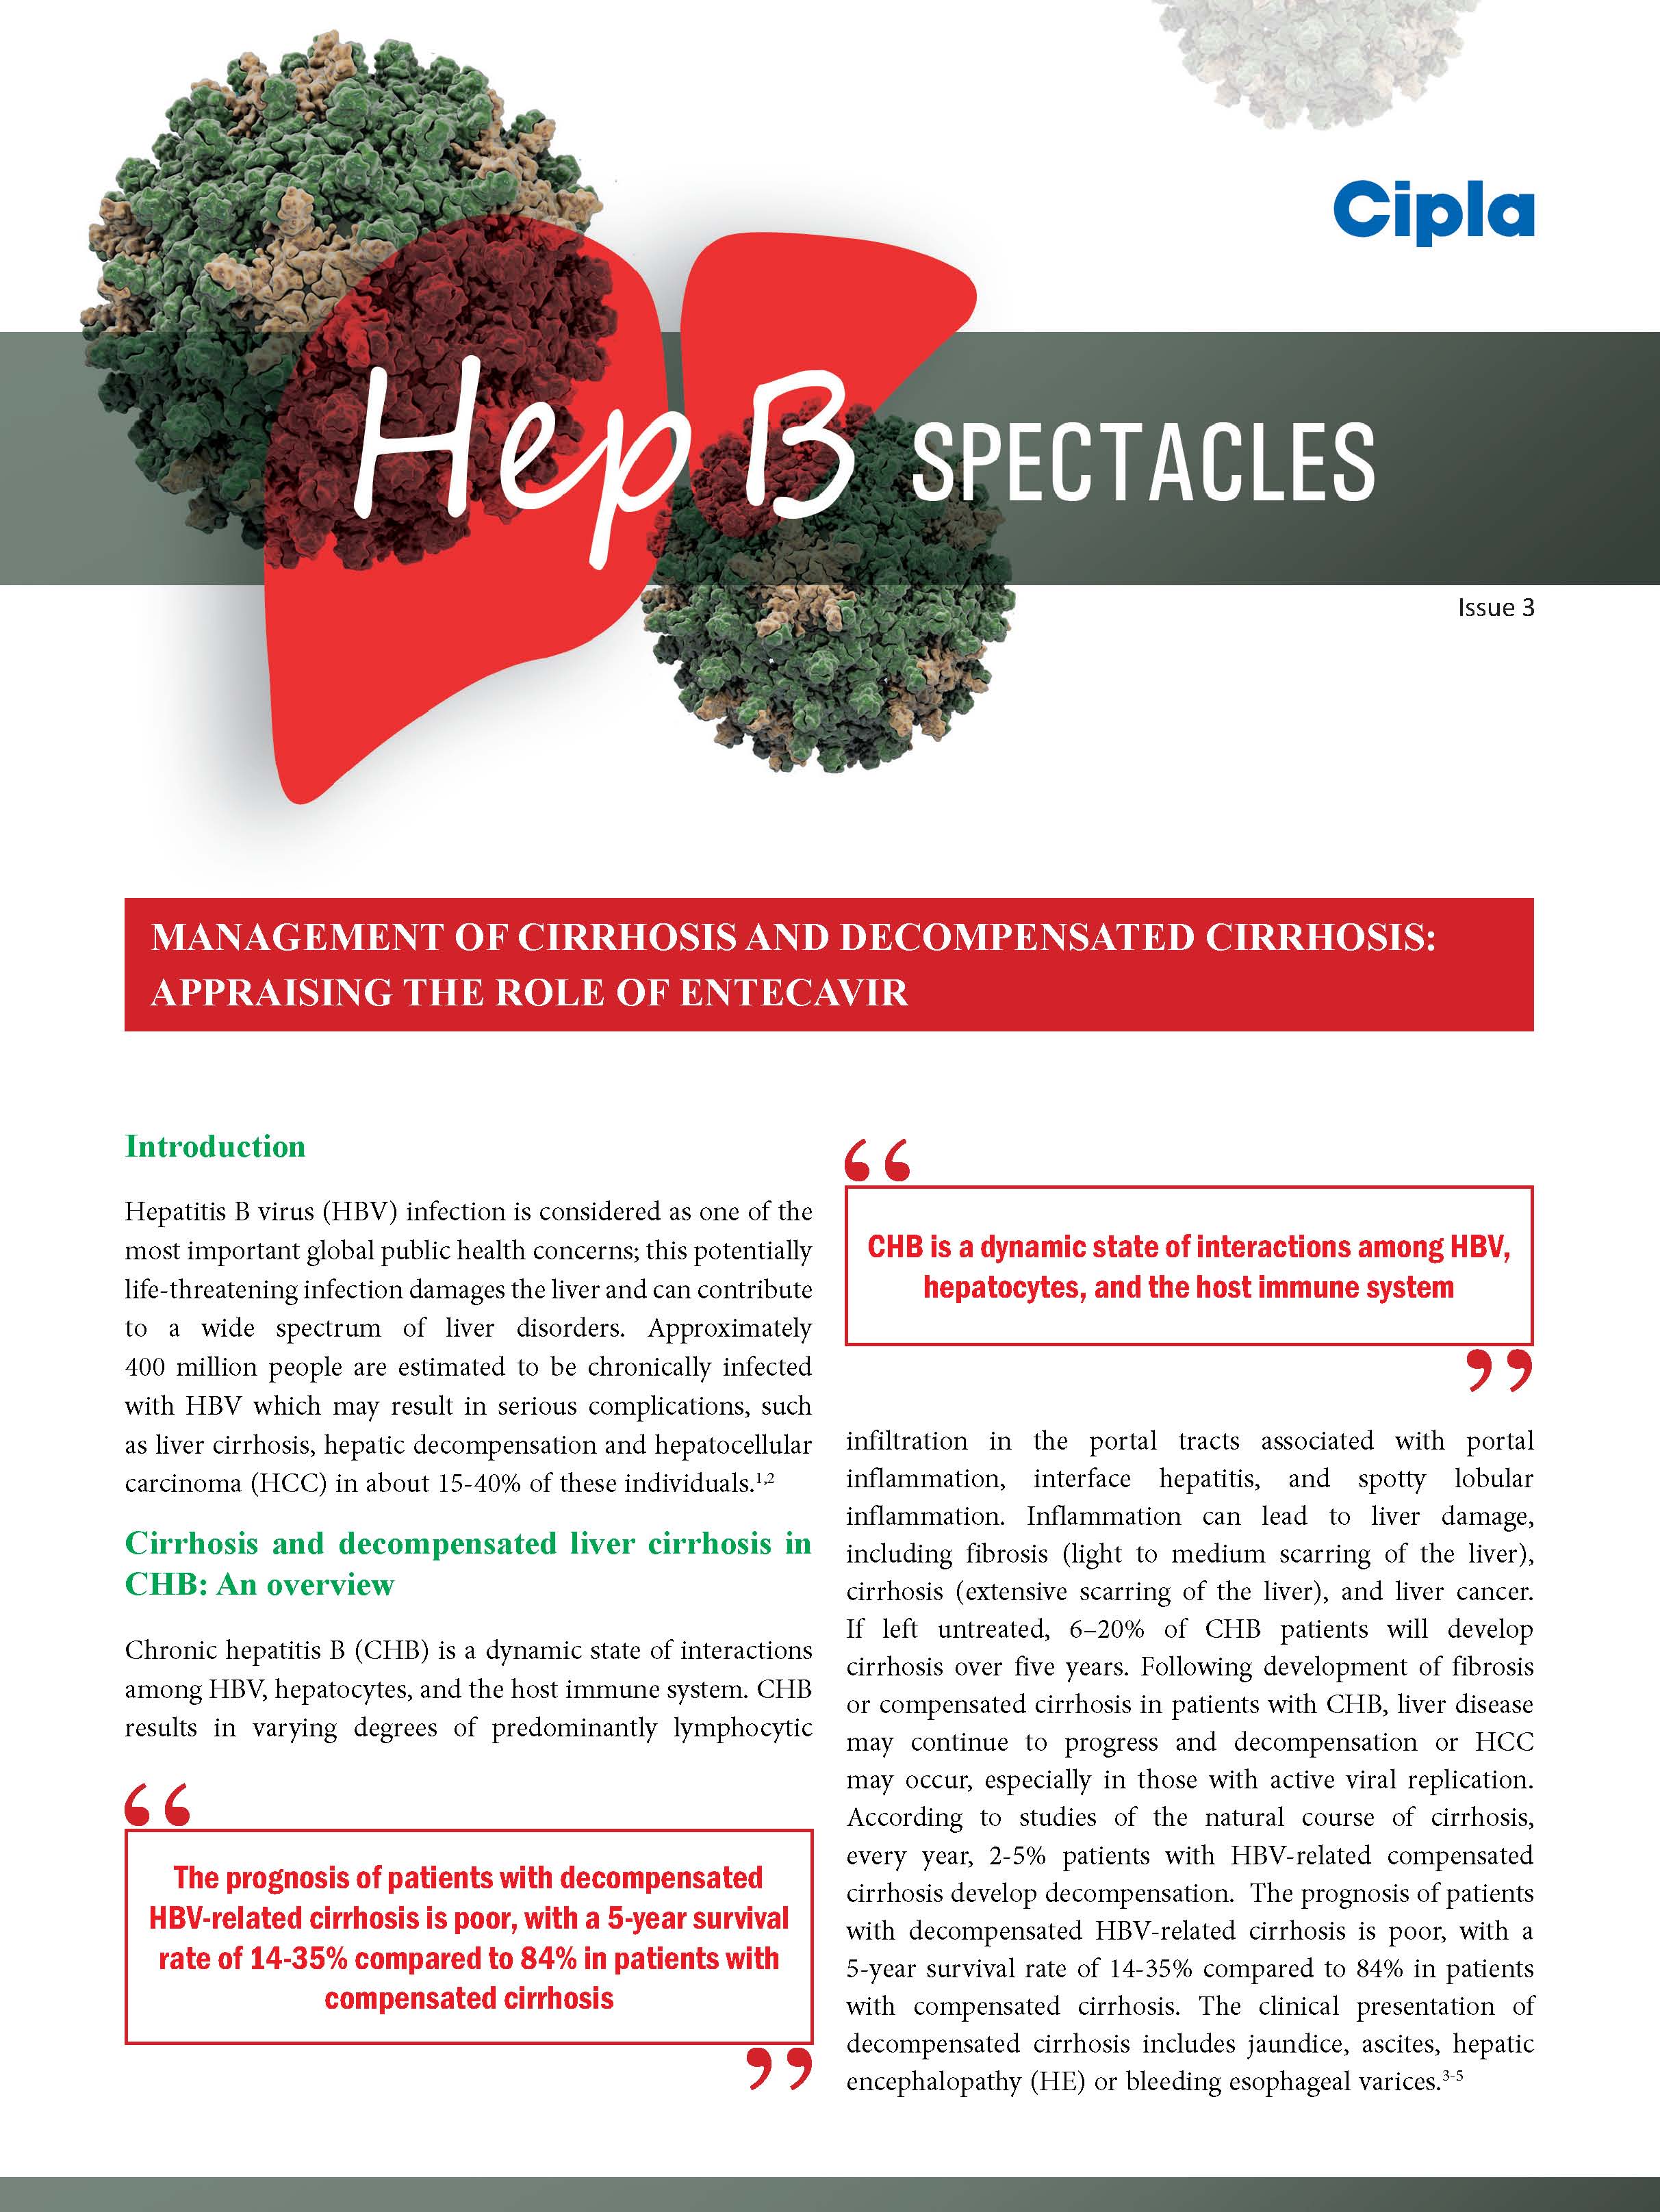 Cipla
Hep B SPECTACLES
Issue 3
MANAGEMENT OF CIRRHOSIS AND DECOMPENSATED CIRRHOSIS:
APPRAISING THE ROLE OF ENTECAVIR
Introduction
Hepatitis B virus (HBV) infection is considered as one of the
most important global public health concerns; this potentially
life-threatening infection damages the liver and can contribute
to a wide spectrum of liver disorders. Approximately
400 million people are estimated to be chronically infected
with HBV which may result in serious complications, such
as liver cirrhosis, hepatic decompensation and hepatocellular
carcinoma (HCC) in about 15-40% of these individuals.1,2
Cirrhosis and decompensated liver cirrhosis in
CHB: An overview
Chronic hepatitis B (CHB) is a dynamic state of interactions
among HBV, hepatocytes, and the host immune system. CHB
results in varying degrees of predominantly lymphocytic
“
The prognosis of patients with decompensated
HBV-related cirrhosis is poor, with a 5-year survival
rate of 14-35% compared to 84% in patients with
compensated cirrhosis
”
“
CHB is a dynamic state of interactions among HBV,
hepatocytes, and the host immune system
”
infiltration in the portal tracts associated with portal
inflammation, interface hepatitis, and spotty lobular
inflammation. Inflammation can lead to liver damage,
including fibrosis (light to medium scarring of the liver),
cirrhosis (extensive scarring of the liver), and liver cancer.
If left untreated, 6–20% of CHB patients will develop
cirrhosis over five years. Following development of fibrosis
or compensated cirrhosis in patients with CHB, liver disease
may continue to progress and decompensation or HCC
may occur, especially in those with active viral replication.
According to studies of the natural course of cirrhosis,
every year, 2-5% patients with HBV-related compensated
cirrhosis develop decompensation. The prognosis of patients
with decompensated HBV-related cirrhosis is poor, with a
5-year survival rate of 14-35% compared to 84% in patients
with compensated cirrhosis. The clinical presentation of
decompensated cirrhosis includes jaundice, ascites, hepatic
encephalopathy (HE) or bleeding esophageal varices.3-5